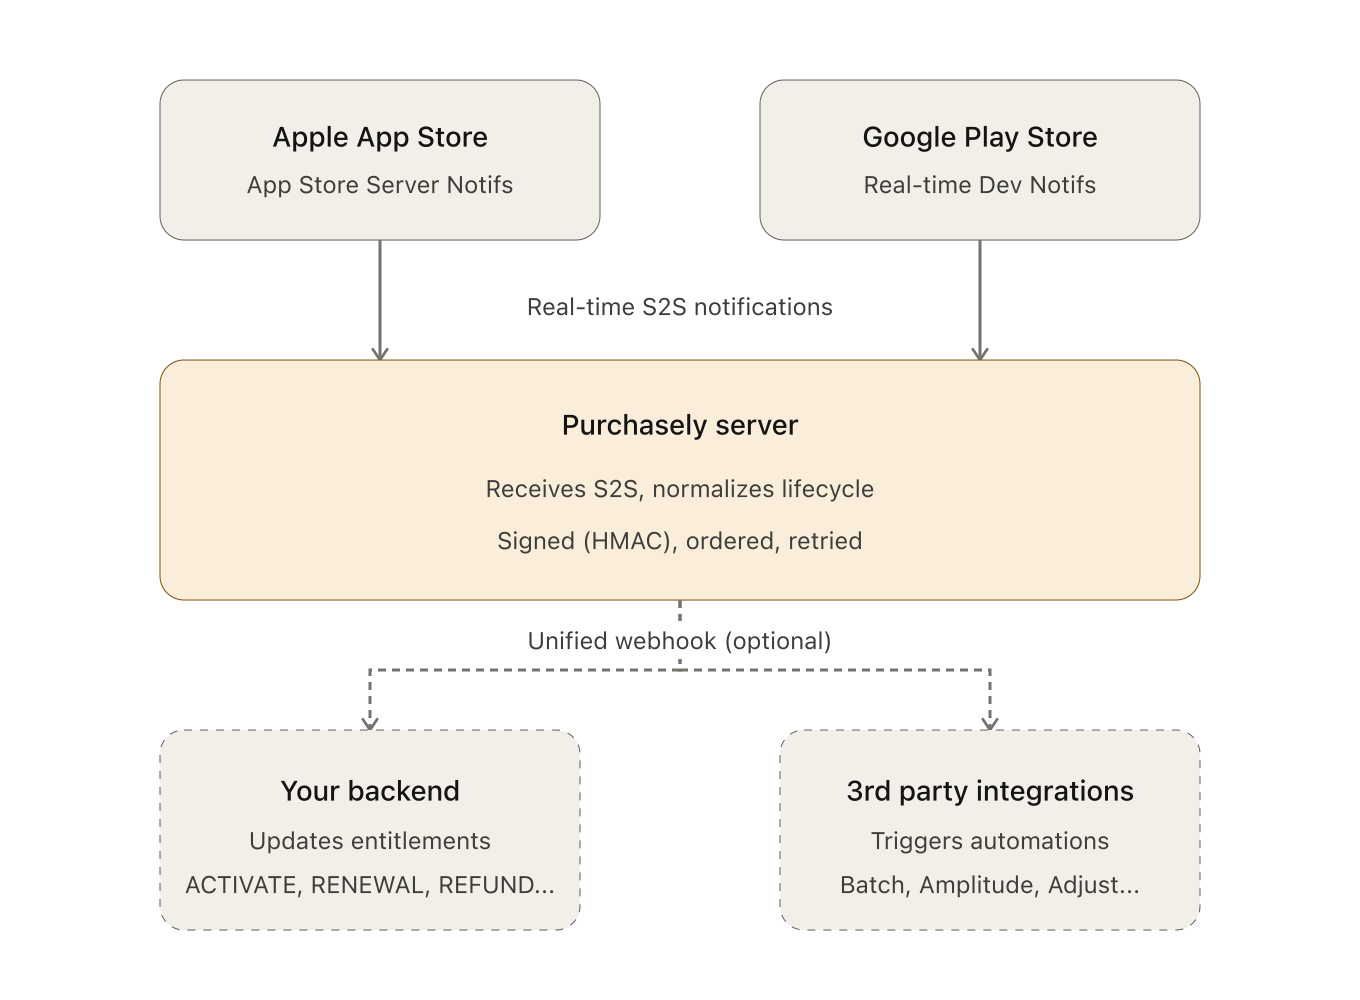 Apple App Store
App Store Server Notifs
Google Play Store
Real-time Dev Notifs
Real-time S2S notifications
Purchasely server
Receives S2S, normalizes lifecycle
Signed (HMAC), ordered, retried
Unified webhook (optional)
Your backend
Updates entitlements
ACTIVATE, RENEWAL, REFUND...
3rd party integrations
Triggers automations
Batch, Amplitude, Adjust...